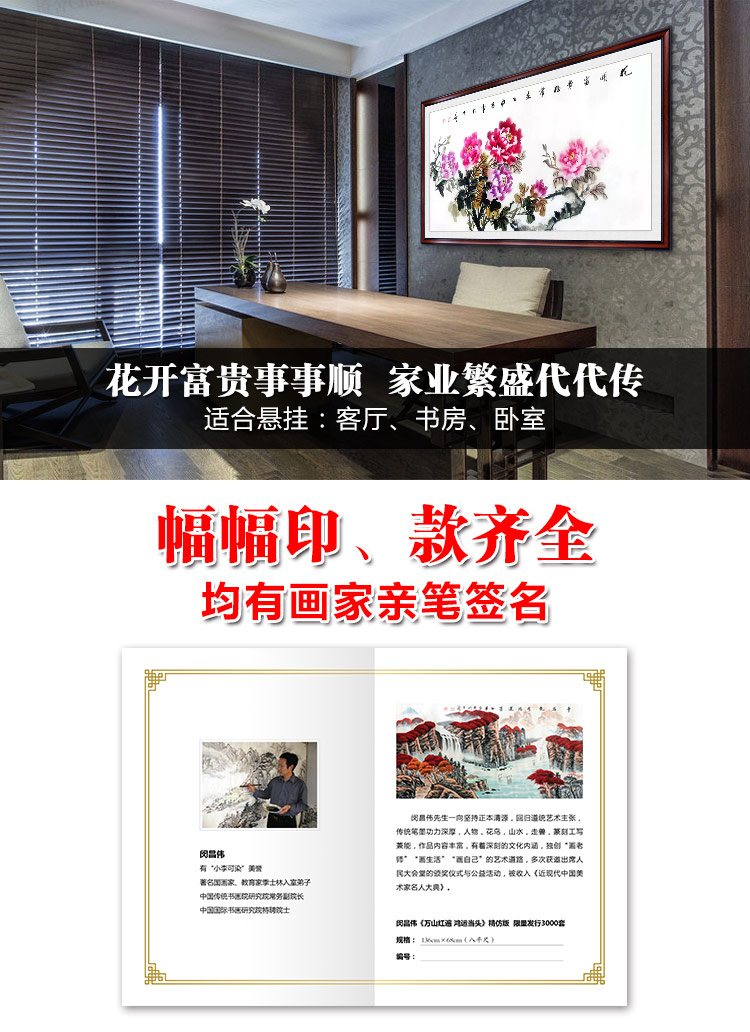 花开富贵事事顺 家业繁盛代代传
适合悬挂：客厅、书房、卧室
幅幅印、款齐全
均有画家亲笔签名
闵昌伟
有“小李可染”美誉
著名国画家、教育家季士林入室弟子
中国传统书画院研究院常务副院长
中国国际书画研究院特聘院士
闵昌伟先生一向坚持正本清源，回归道统艺术主张，
传统笔墨功力深厚，人物，花鸟，山水，走兽，篆刻工写
兼能，作品内容丰富，有着深刻的文化内涵，独创“画老
师”“画生活”“画自己”的艺术道路，多次获邀出席人
民大会堂的颁奖仪式与公益活动，被收入《近现代中国美
术家名人大典》。
闵昌伟《万山红遍 鸿运当头》精仿版 限量发行3000套
规格：136cm×68cm（八平尺）
编号：